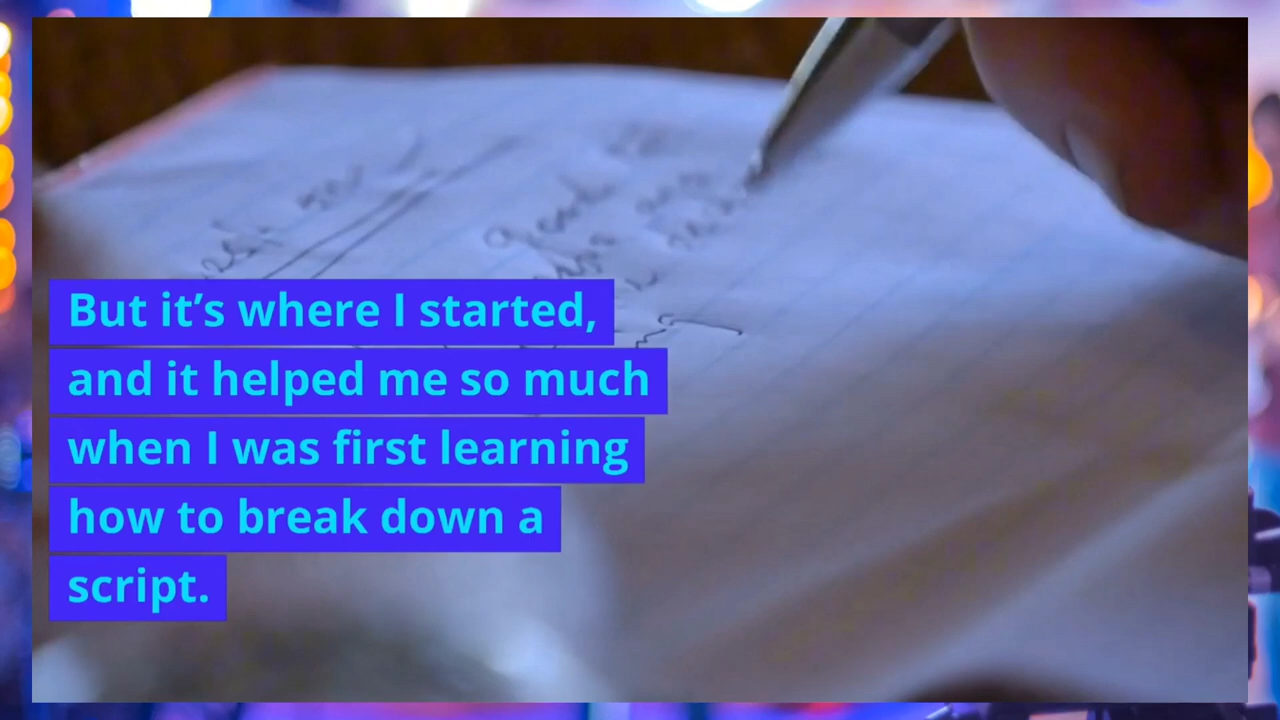 But it’s where I started,
and it helped me so much
when I was first learning
how to break down a
script.